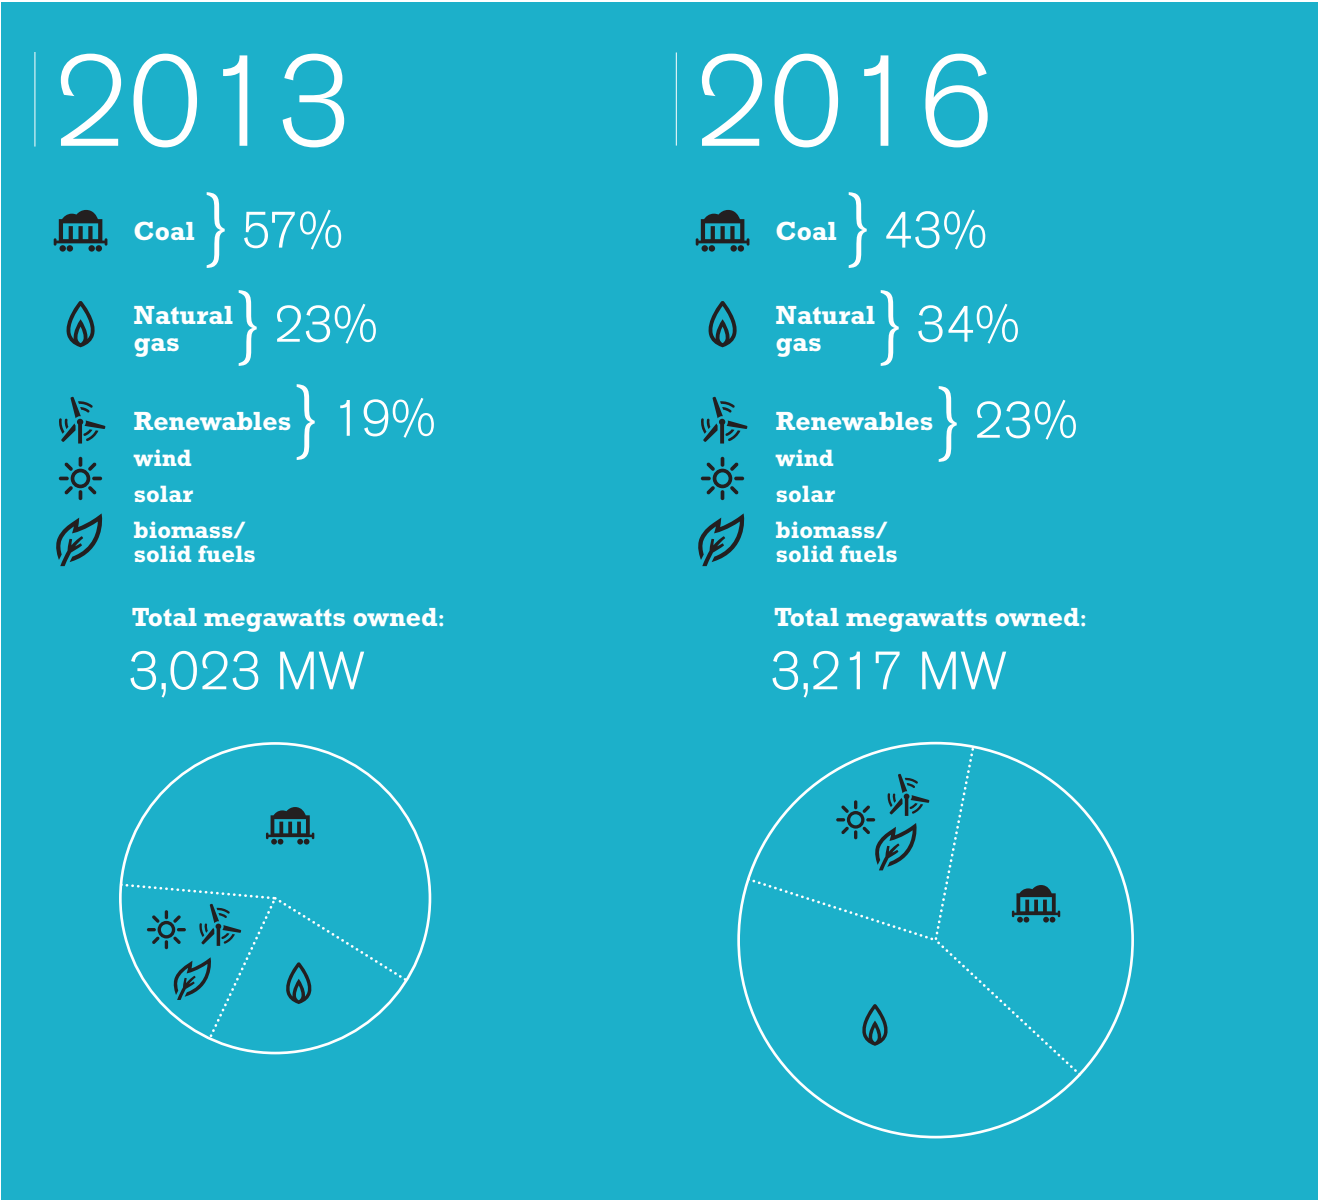 2013
Coal } 57%
Natural
gas } 23%
Renewables } 19%
wind
solar
biomass/
solid fuels
Total megawatts owned:
3,023 MW
2016
Coal } 43%
Natural
gas } 34%
Renewables } 23%
wind
solar
biomass/
solid fuels
Total megawatts owned:
3,217 MW